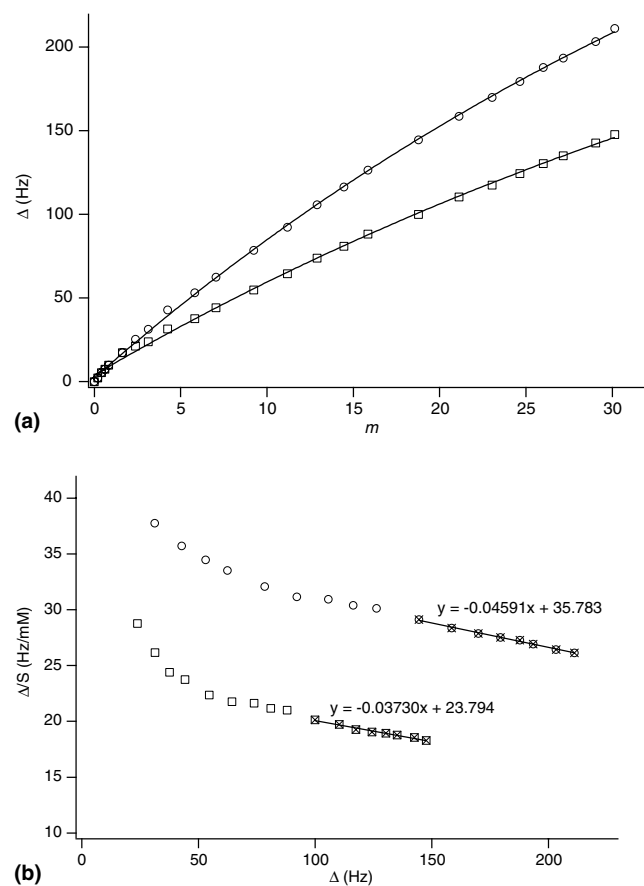 200
150
100
50
0
Δ (Hz)
0 5 10 15 20 25 30
m
(a)
40
35
30
25
20
15
10
Δ/S (Hz/mM)
y = -0.04591x + 35.783
y = -0.03730x + 23.794
0 50 100 150 200
Δ (Hz)
(b)